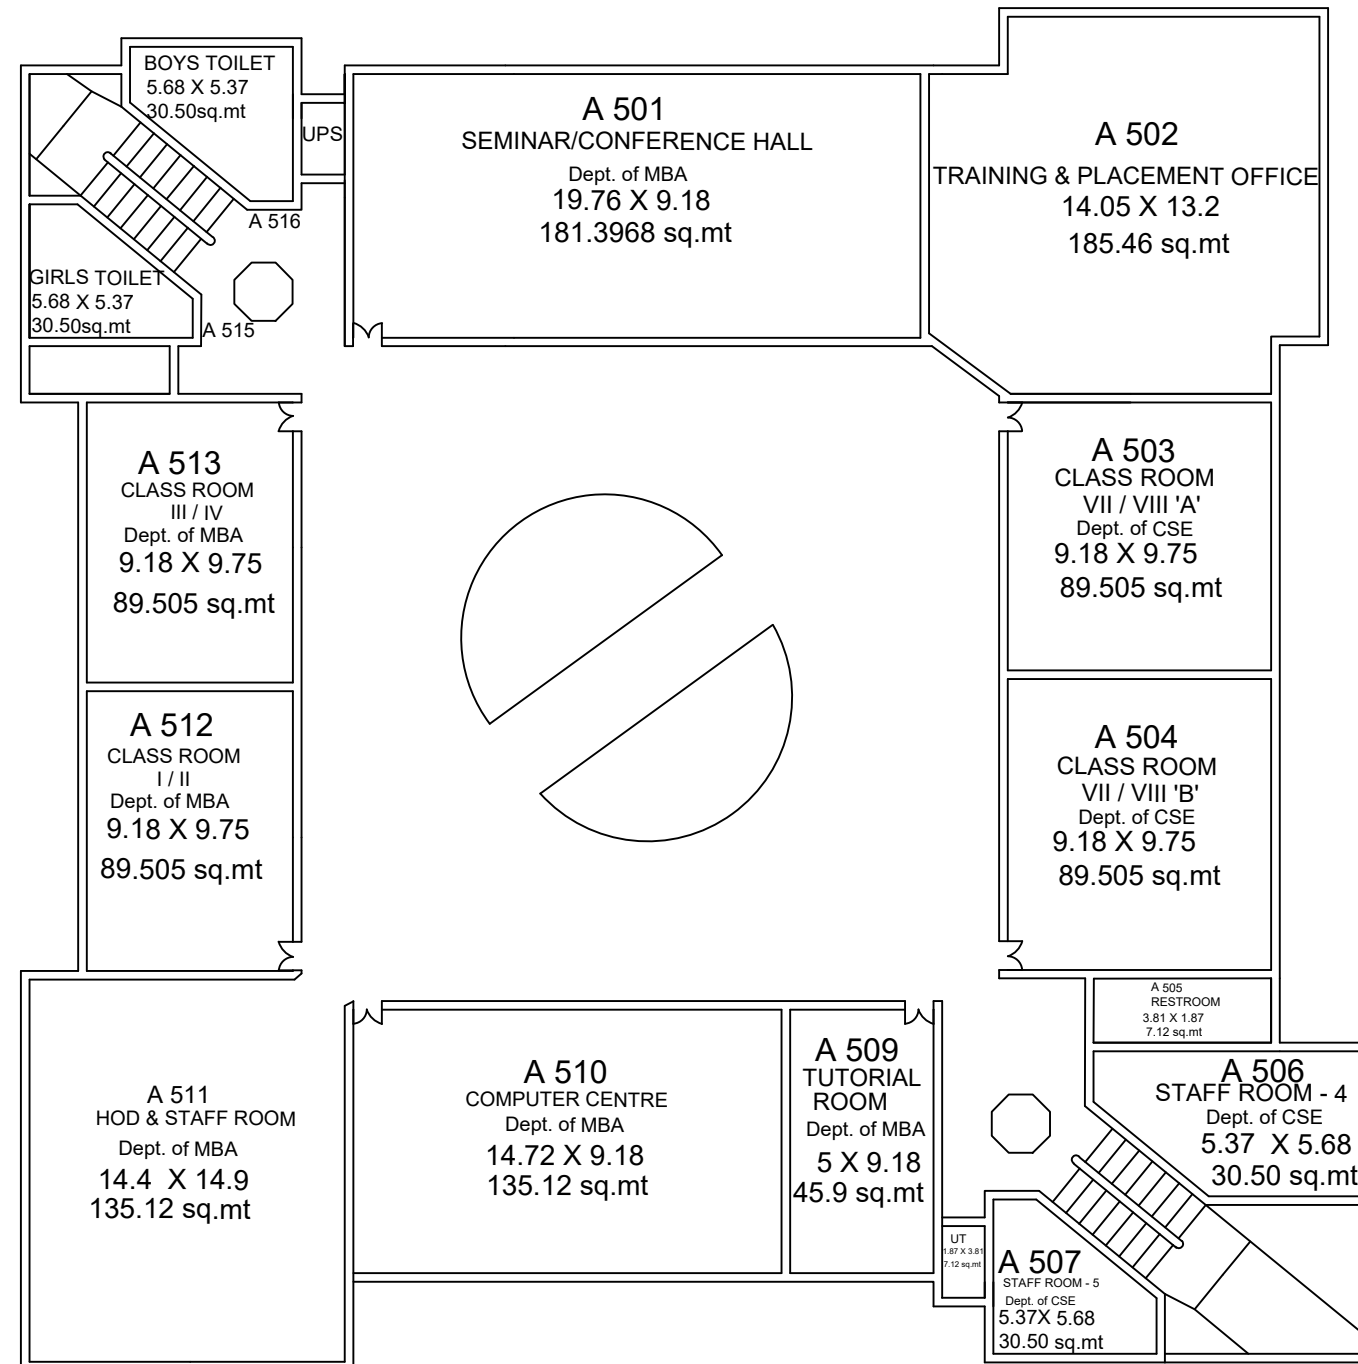 BOYS TOILET
5.68 X 5.37
30.50sq.mt
UPS
A 516
A 501
SEMINAR/CONFERENCE HALL
Dept. of MBA
19.76 X 9.18
181.3968 sq.mt
A 502
TRAINING & PLACEMENT OFFICE
14.05 X 13.2
185.46 sq.mt
GIRLS TOILET
5.68 X 5.37
30.50sq.mt
A 515
A 513
CLASS ROOM
III / IV
Dept. of MBA
9.18 X 9.75
89.505 sq.mt
A 503
CLASS ROOM
VII / VIII 'A'
Dept. of CSE
9.18 X 9.75
89.505 sq.mt
A 512
CLASS ROOM
I / II
Dept. of MBA
9.18 X 9.75
89.505 sq.mt
A 504
CLASS ROOM
VII / VIII 'B'
Dept. of CSE
9.18 X 9.75
89.505 sq.mt
A 505
RESTROOM
3.81 X 1.87
7.12 sq.mt
A 506
STAFF ROOM - 4
Dept. of CSE
5.37 X 5.68
30.50 sq.mt
A 511
HOD & STAFF ROOM
Dept. of MBA
14.4 X 14.9
135.12 sq.mt
A 510
COMPUTER CENTRE
Dept. of MBA
14.72 X 9.18
135.12 sq.mt
A 509
TUTORIAL
ROOM
Dept. of MBA
5 X 9.18
45.9 sq.mt
UT
1.87 X 3.81
7.12 sq.mt
A 507
STAFF ROOM - 5
Dept. of CSE
5.37X 5.68
30.50 sq.mt